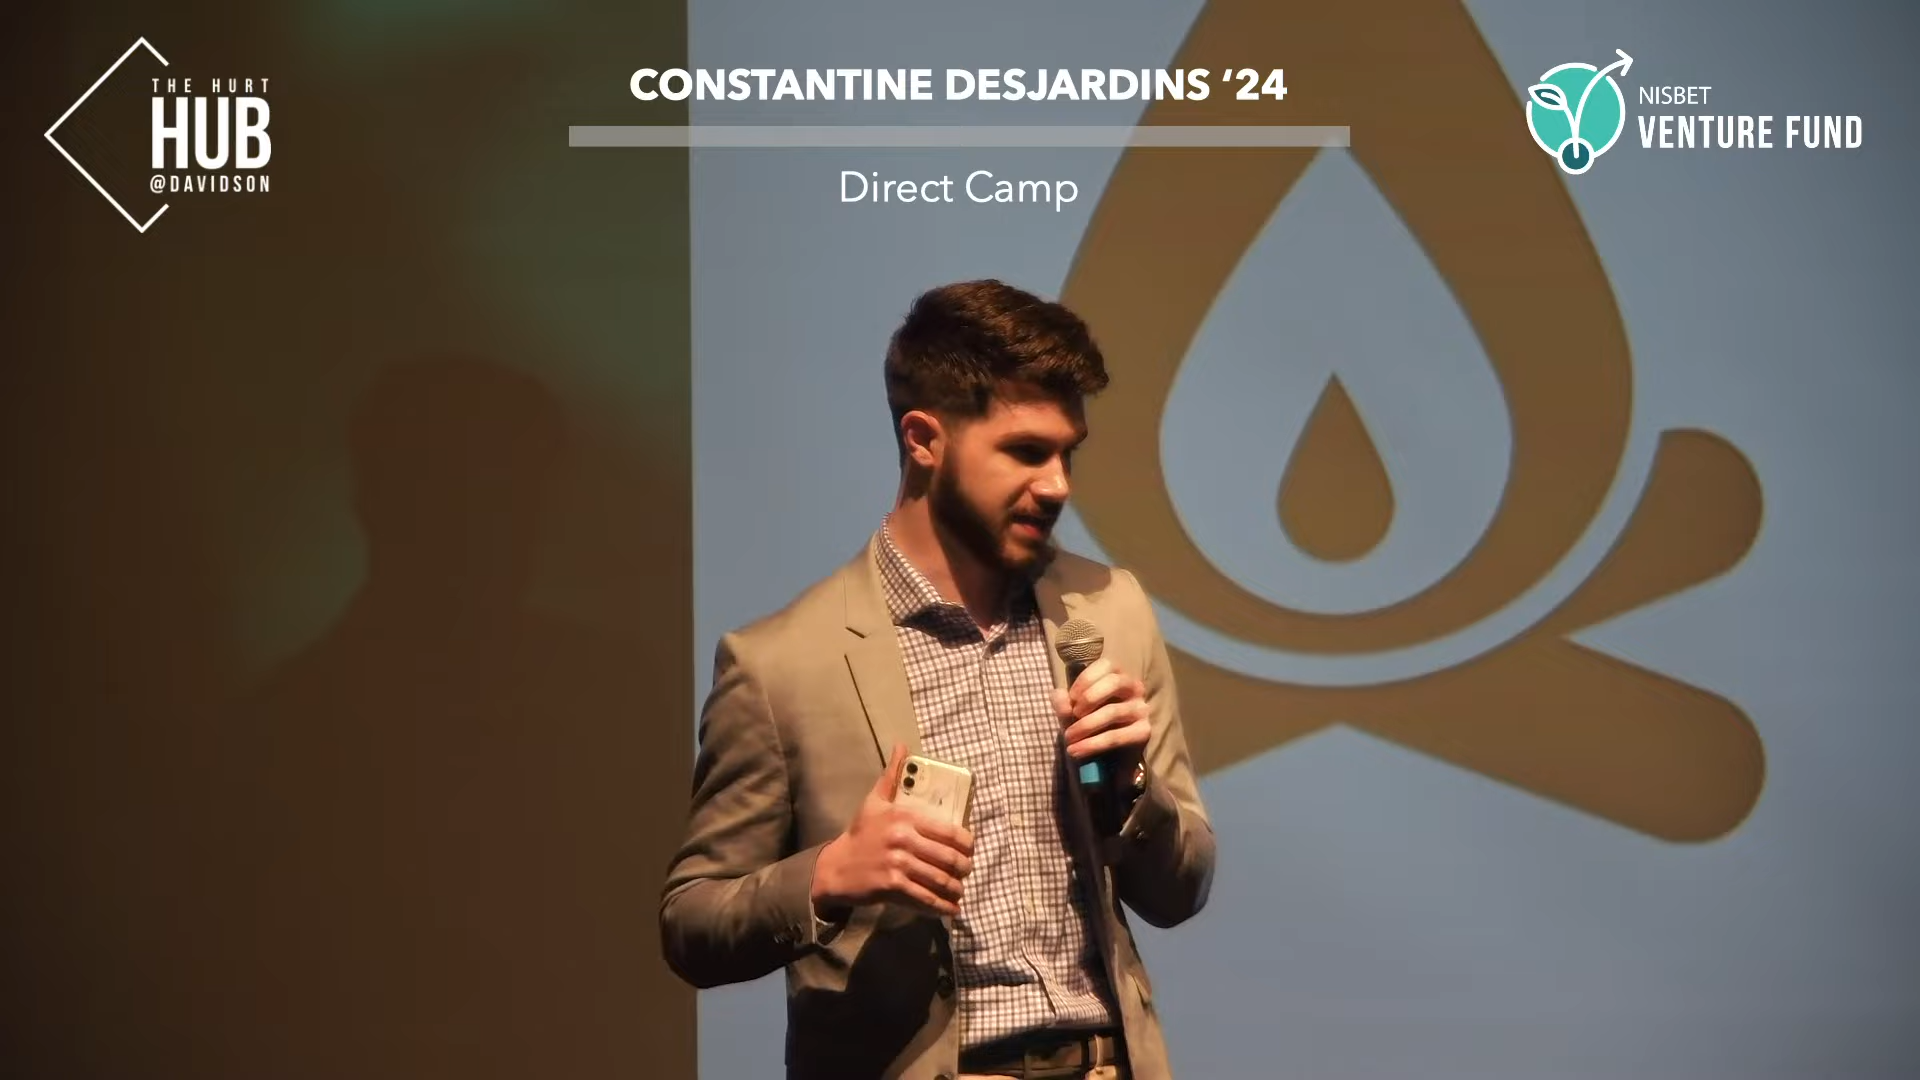 THE HURT
HUB
@DAVIDSON
CONSTANTINE DESJARDINS ‘24
Direct Camp
NISBET
VENTURE FUND